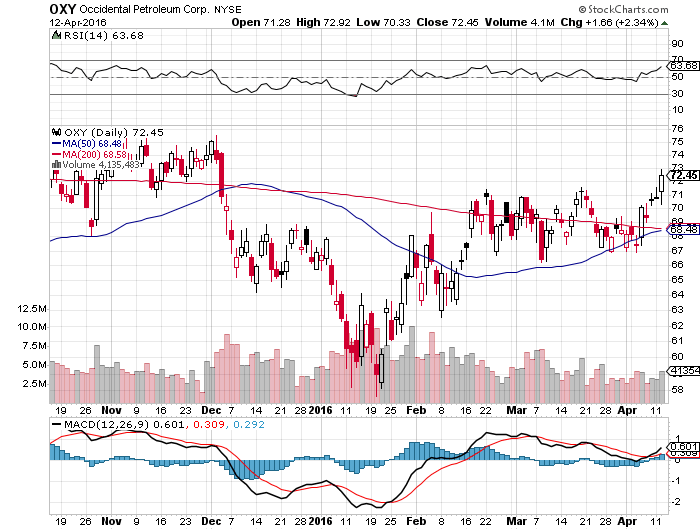 OXY Occidental Petroleum Corp. NYSE © StockCharts.com
12-Apr-2016 Open 71.28 High 72.92 Low 70.33 Close 72.45 Volume 4.1M Chg +1.66 (+2.34%)
RSI(14) 63.68
90
70
63.68
50
30
10
OXY (Daily) 72.45
MA(50) 68.48
MA(200) 68.58
Volume 4,135,483
76
75
74
73
72.45
71
70
69
68.48
67
66
65
64
63
62
61
60
59
58
12.5M
10.0M
7.5M
5.0M
2.5M
41354
19 26 Nov 9 16 23 Dec 7 14 21 28 2016 11 19 25 Feb 8 16 22 Mar 7 14 21 28 Apr 11
MACD(12,26,9) 0.601, 0.309, 0.292
1
0.601
0.309
0
-1
-2
19 26 Nov 9 16 23 Dec 7 14 21 28 2016 11 19 25 Feb 8 16 22 Mar 7 14 21 28 Apr 11